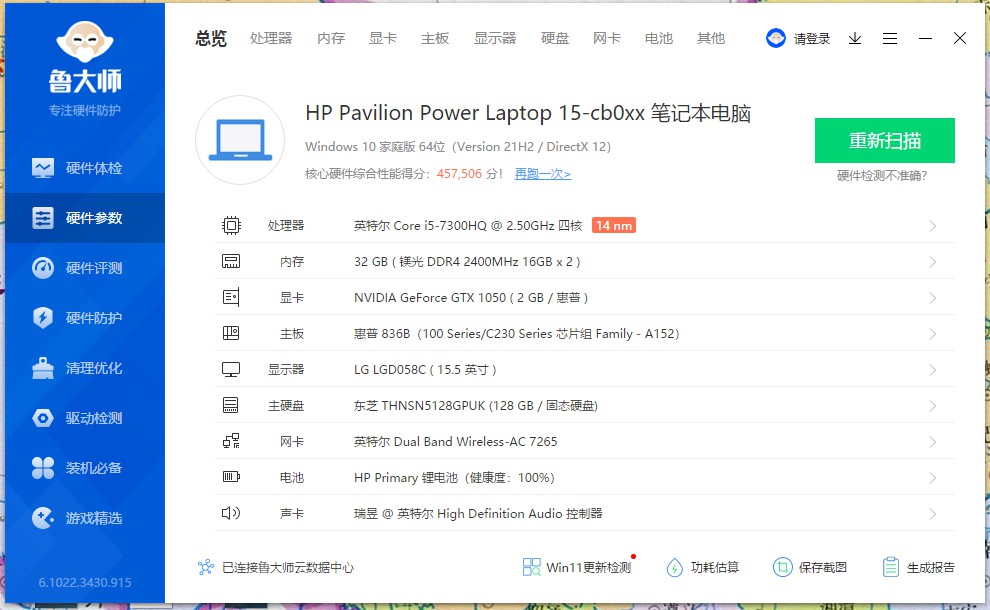 鲁大师
专注硬件防护
硬件体检
硬件参数
硬件评测
硬件防护
清理优化
驱动检测
装机必备
游戏精选
6.1022.3430.915
总览 处理器 内存 显卡 主板 显示器 硬盘 网卡 电池 其他 请登录
HP Pavilion Power Laptop 15-cb0xx 笔记本电脑
Windows 10 家庭版 64位（Version 21H2 / DirectX 12）
核心硬件综合性能得分：457,506 分！ 再跑一次>
重新扫描
硬件检测不准确?
处理器 英特尔 Core i5-7300HQ @ 2.50GHz 四核 14 nm
内存 32 GB ( 镁光 DDR4 2400MHz 16GB x 2 )
显卡 NVIDIA GeForce GTX 1050 ( 2 GB / 惠普 )
主板 惠普 836B（100 Series/C230 Series 芯片组 Family - A152）
显示器 LG LGD058C ( 15.5 英寸 )
主硬盘 东芝 THNSN5128GPUK (128 GB / 固态硬盘)
网卡 英特尔 Dual Band Wireless-AC 7265
电池 HP Primary 锂电池（健康度：100%）
声卡 瑞昱 @ 英特尔 High Definition Audio 控制器
已连接鲁大师云数据中心 Win11更新检测 功耗估算 保存截图 生成报告